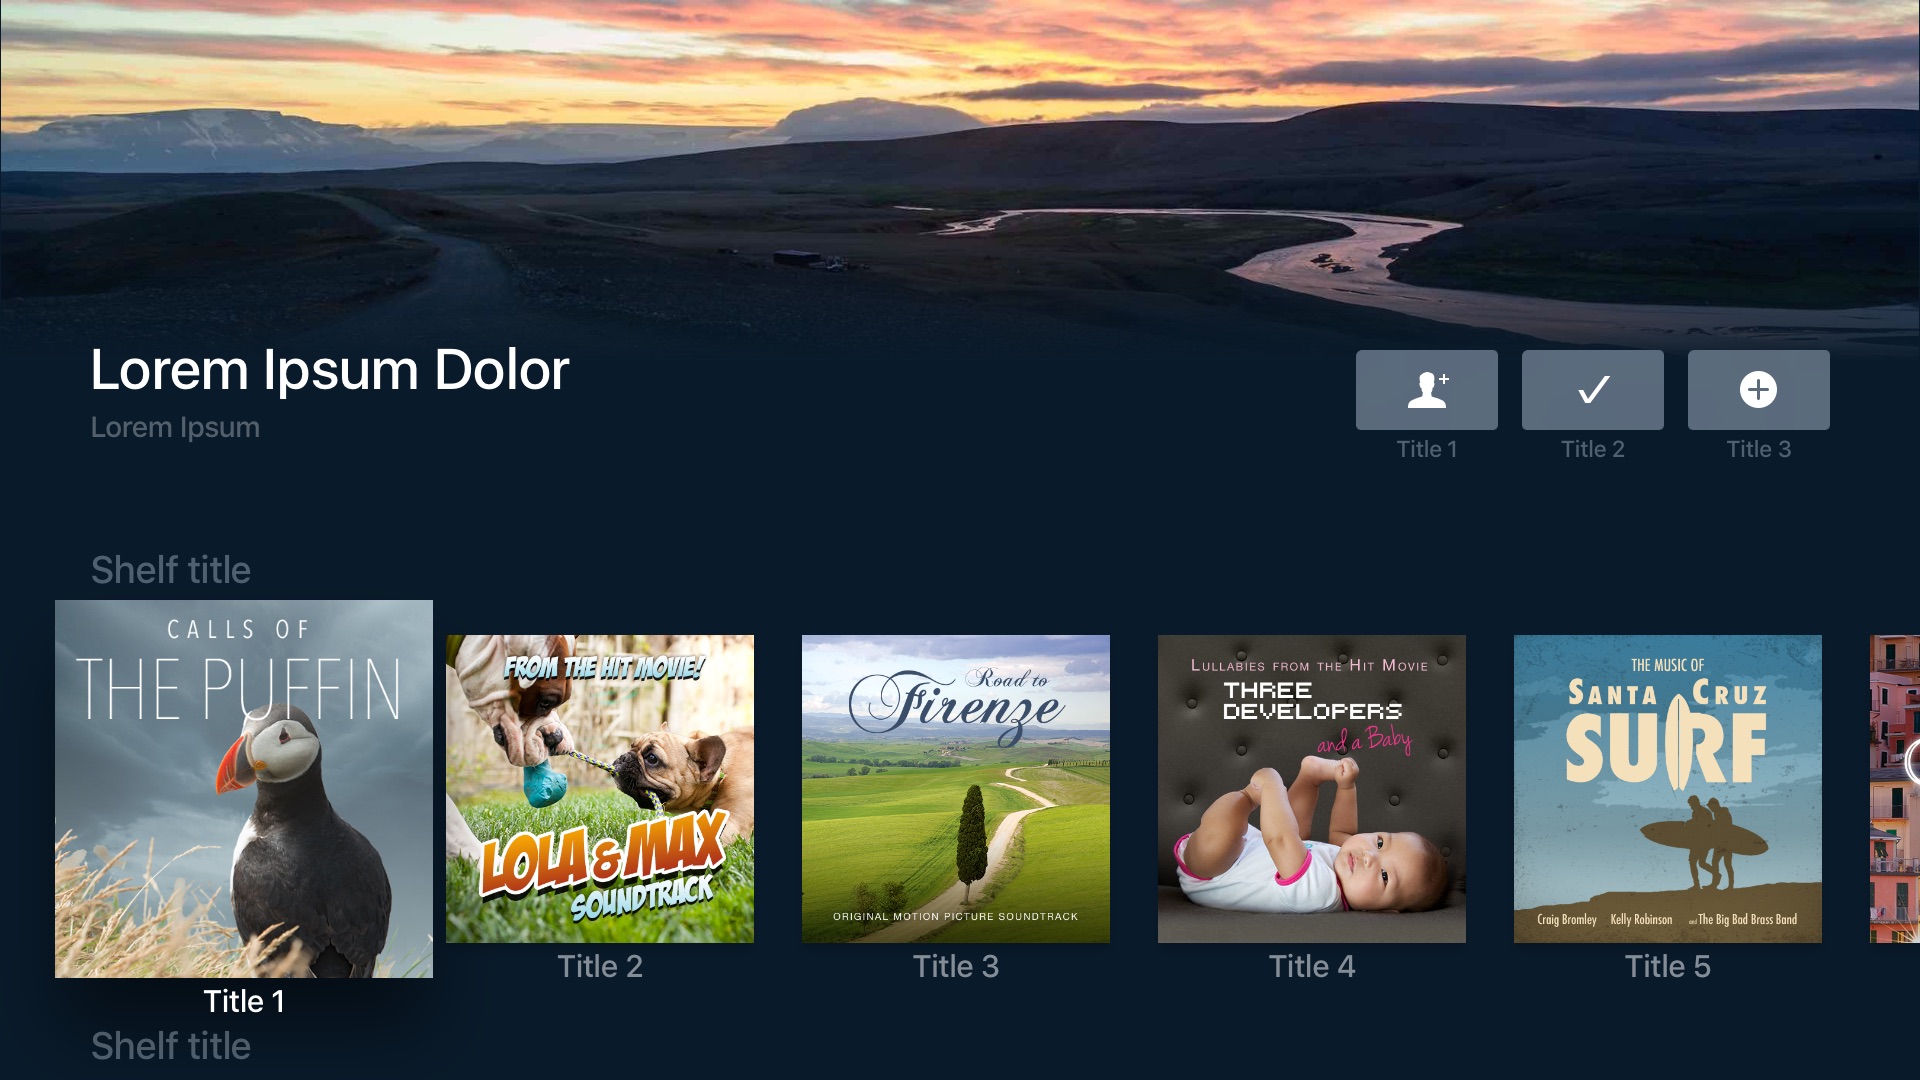 Lorem Ipsum Dolor
Lorem Ipsum
Title 1
Title 2
Title 3
Shelf title
CALLS OF
THE PUFFIN
Title 1
FROM THE HIT MOVIE!
LOLA & MAX
SOUNDTRACK
Title 2
Road to
Firenze
ORIGINAL MOTION PICTURE SOUNDTRACK
Title 3
LULLABIES FROM THE HIT MOVIE
THREE
DEVELOPERS
and a Baby
Title 4
THE MUSIC OF
SANTA CRUZ
SURF
Craig Bromley Kelly Robinson and The Big Bad Brass Band
Title 5
Shelf title